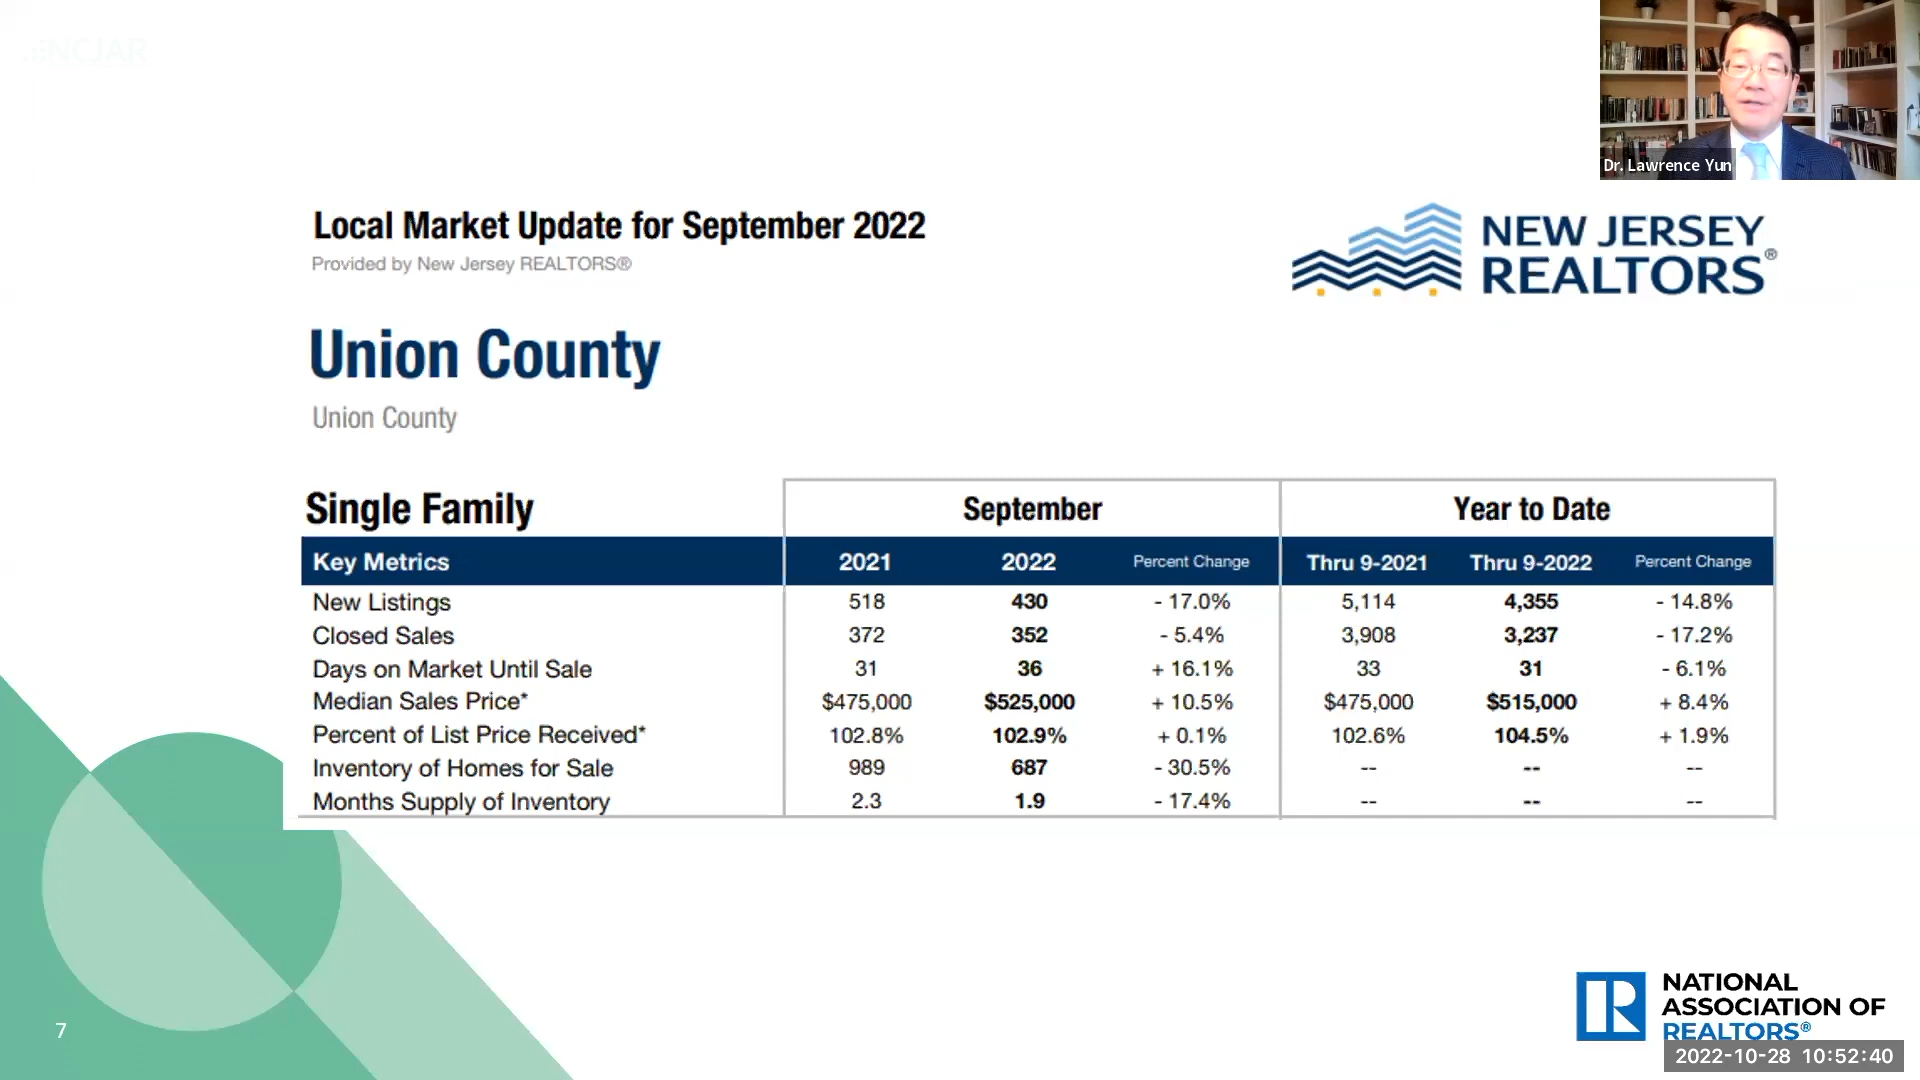 NCJAR
Dr. Lawrence Yun
Local Market Update for September 2022
Provided by New Jersey REALTORS®
NEW JERSEY
REALTORS®
Union County
Union County
Single Family September Year to Date
Key Metrics 2021 2022 Percent Change Thru 9-2021 Thru 9-2022 Percent Change
New Listings 518 430 - 17.0% 5,114 4,355 - 14.8%
Closed Sales 372 352 - 5.4% 3,908 3,237 - 17.2%
Days on Market Until Sale 31 36 + 16.1% 33 31 - 6.1%
Median Sales Price* $475,000 $525,000 + 10.5% $475,000 $515,000 + 8.4%
Percent of List Price Received* 102.8% 102.9% + 0.1% 102.6% 104.5% + 1.9%
Inventory of Homes for Sale 989 687 - 30.5% -- -- --
Months Supply of Inventory 2.3 1.9 - 17.4% -- -- --
7
R
NATIONAL
ASSOCIATION OF
REALTORS®
2022-10-28 10:52:40